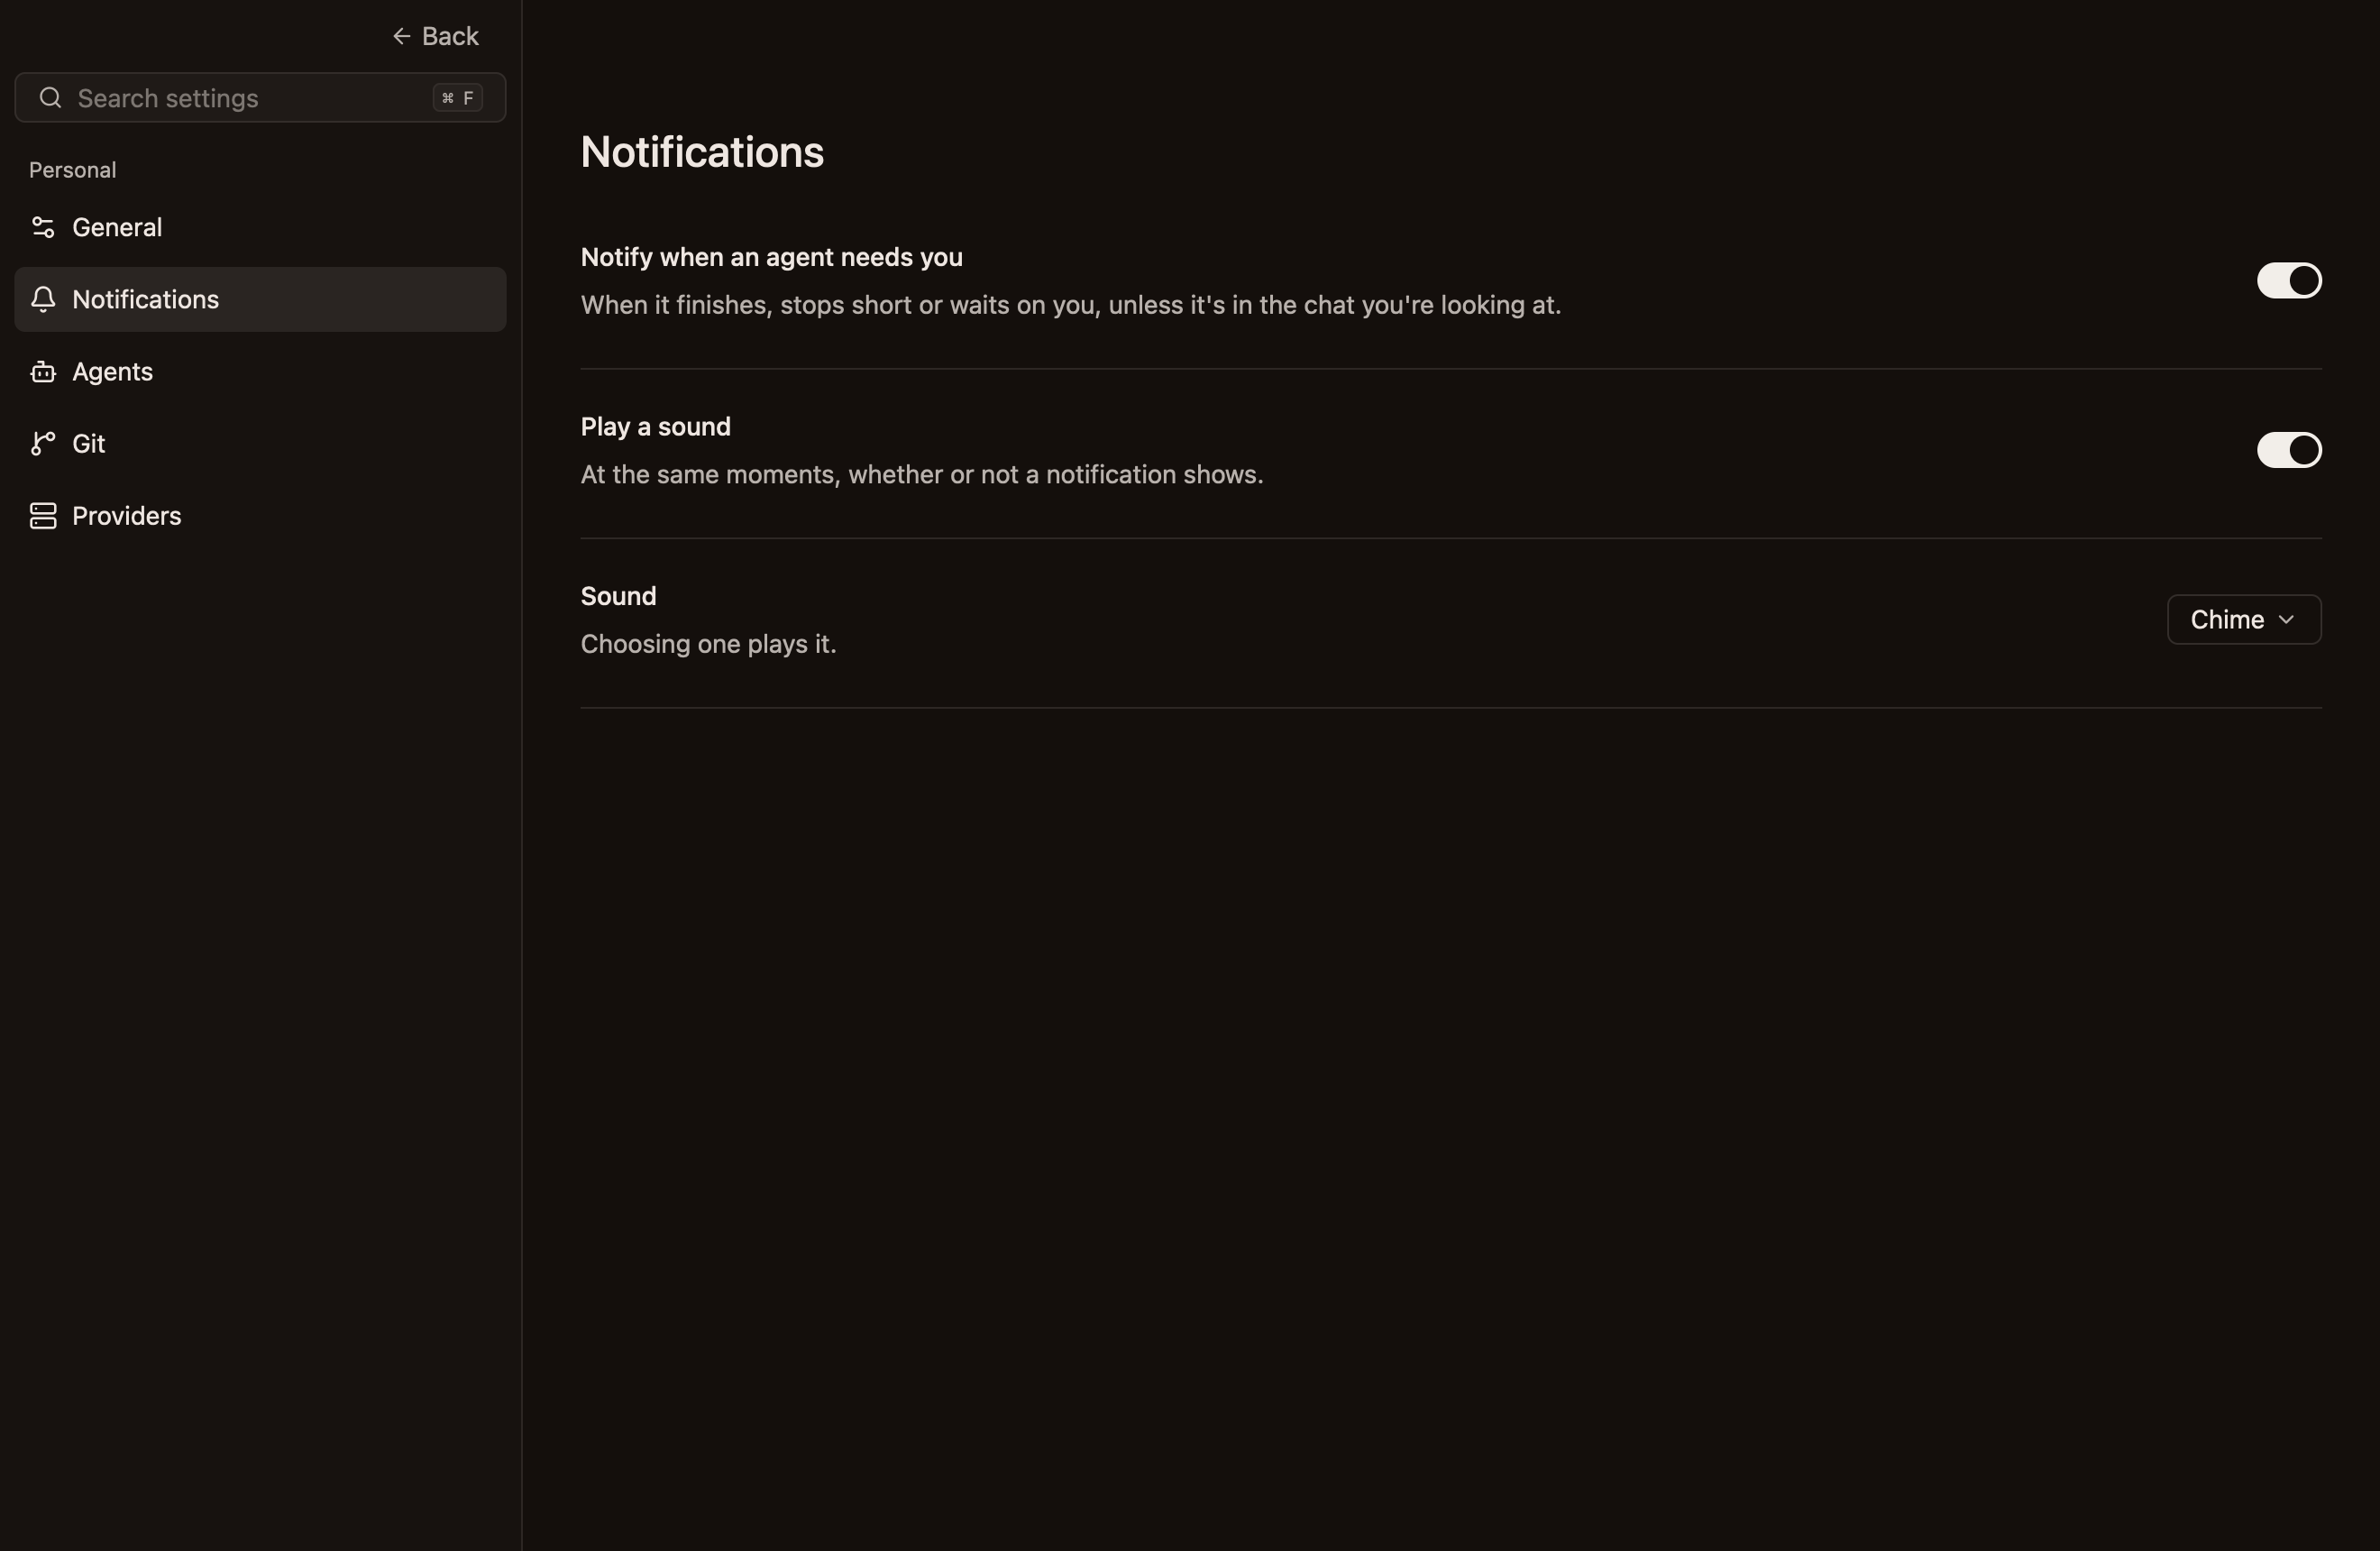 Back
Search settings
⌘ F
Personal
General
Notifications
Agents
Git
Providers
Notifications
Notify when an agent needs you
When it finishes, stops short or waits on you, unless it's in the chat you're looking at.
Play a sound
At the same moments, whether or not a notification shows.
Sound
Choosing one plays it.
Chime